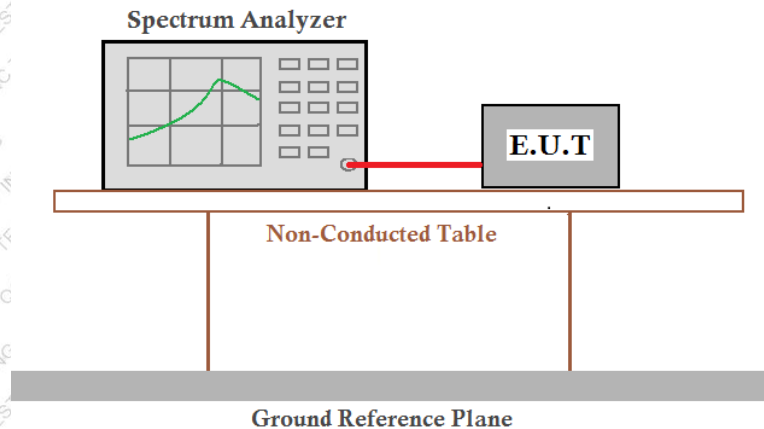 Spectrum Analyzer
E.U.T
Non-Conducted Table
Ground Reference Plane